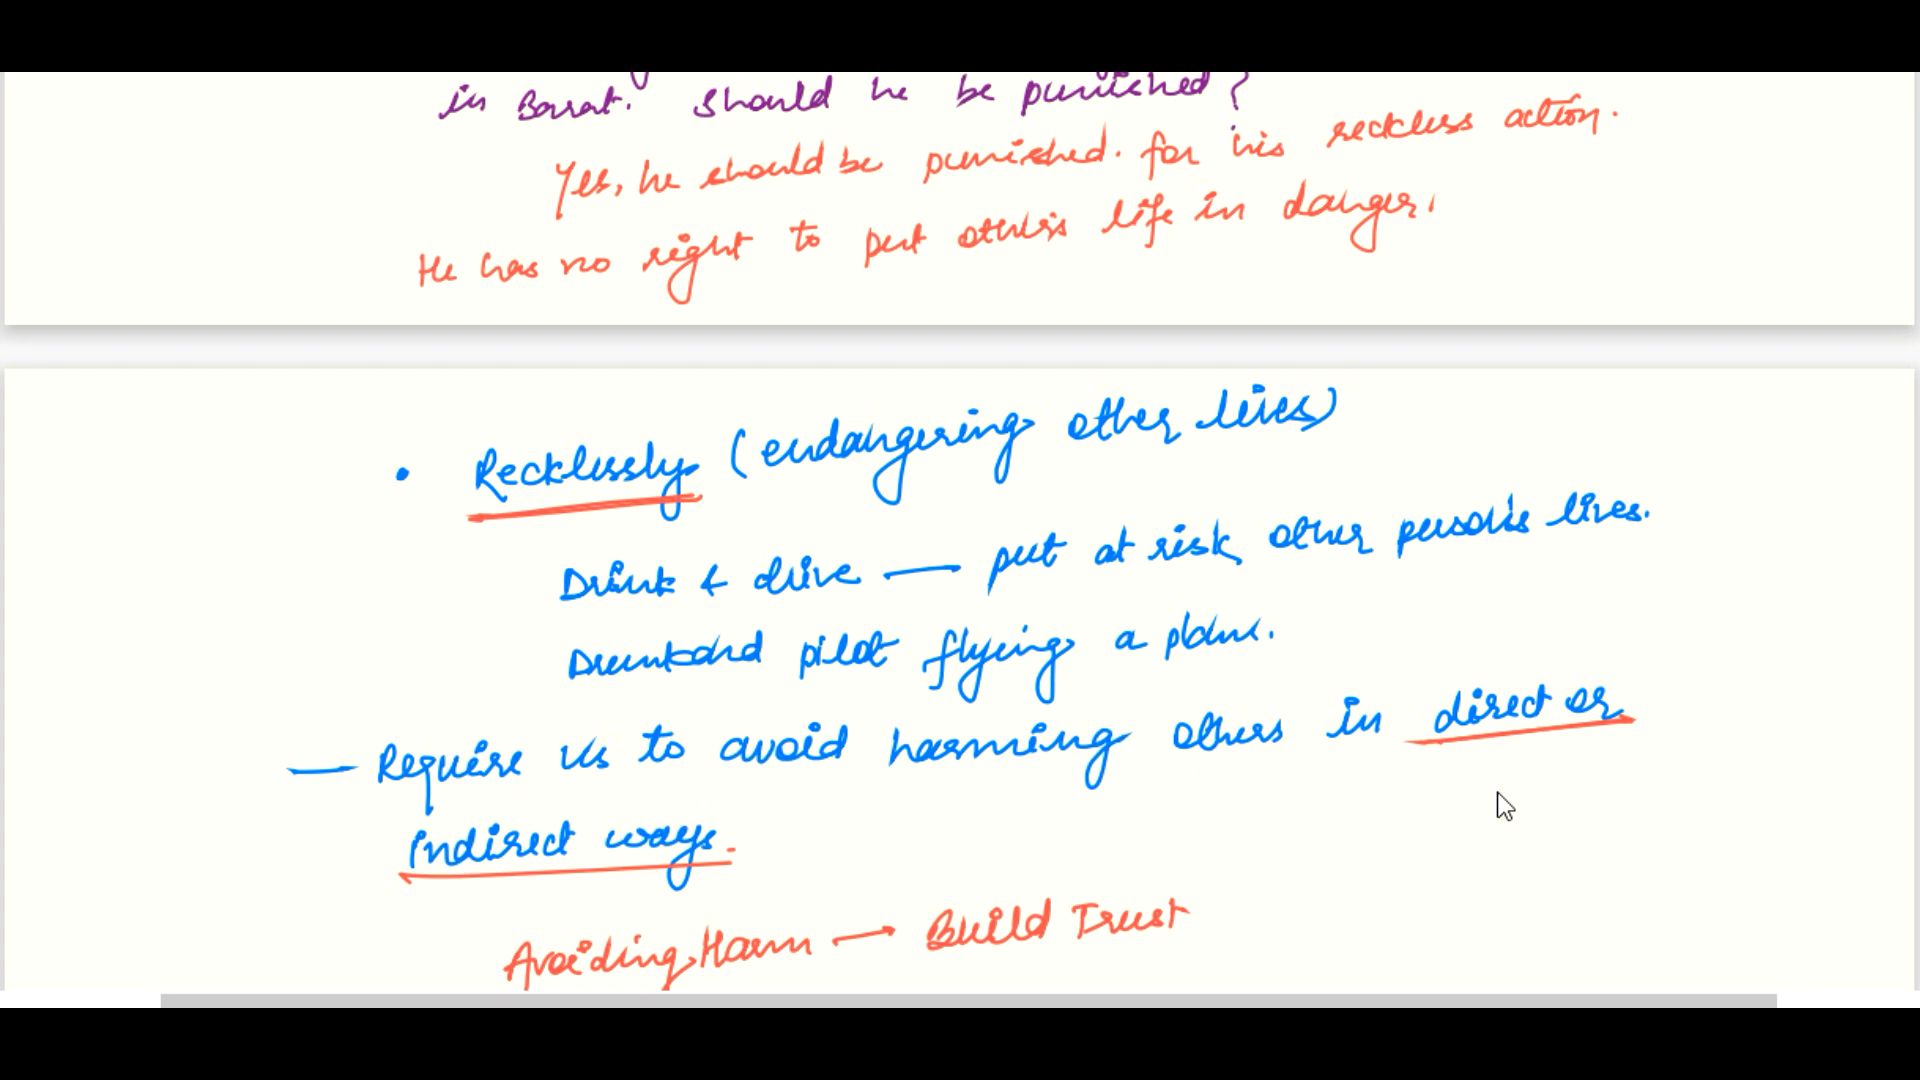 in Barat. Should he be punished?
Yes, he should be punished. for his reckless action.
He has no right to put other's life in danger.
• Recklessly (endangering other lives)
Drink & drive — put at risk other person's lives.
Drunkard pilot flying a plane.
— Require us to avoid harming others in direct or
indirect ways.
Avoiding Harm → Build Trust